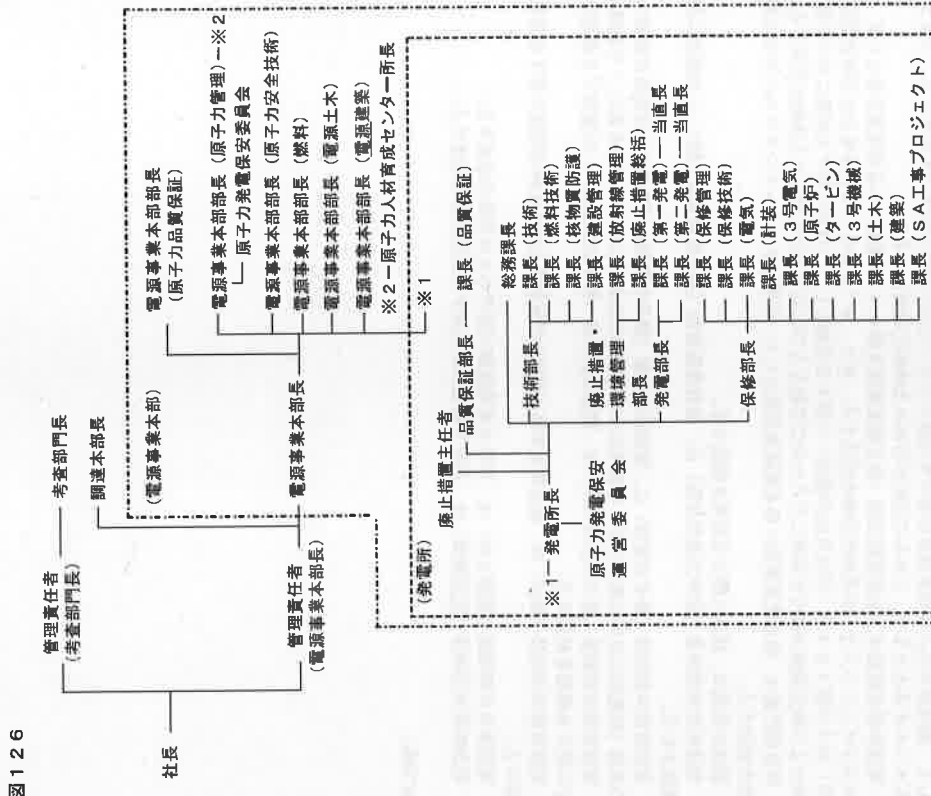 図126
社長
管理責任者
(考査部門長)
考査部門長
管理責任者
(電源事業本部長)
調達本部長
電源事業本部長
(電源事業本部)
電源事業本部部長
(原子力品質保証)
電源事業本部部長(原子力管理)-※2
原子力発電保安委員会
電源事業本部部長(原子力安全技術)
電源事業本部部長(燃料)
電源事業本部部長(電源土木)
電源事業本部部長(電源建築)
※2-原子力人材育成センター所長
※1
(発電所)
廃止措置主任者
品質保証部長
課長(品質保証)
※1-発電所長
原子力発電保安
運営委員会
総務課長
技術部長
課長(技術)
課長(燃料技術)
課長(核物質防護)
課長(建設管理)
廃止措置・
環境管理
部長
課長(放射線管理)
課長(廃止措置総括)
発電部長
課長(第一発電)-当直長
課長(第二発電)-当直長
保修部長
課長(保修管理)
課長(保修技術)
課長(電気)
課長(計装)
課長(3号電気)
課長(原子炉)
課長(タービン)
課長(3号機械)
課長(土木)
課長(建築)
課長(SA工事プロジェクト)